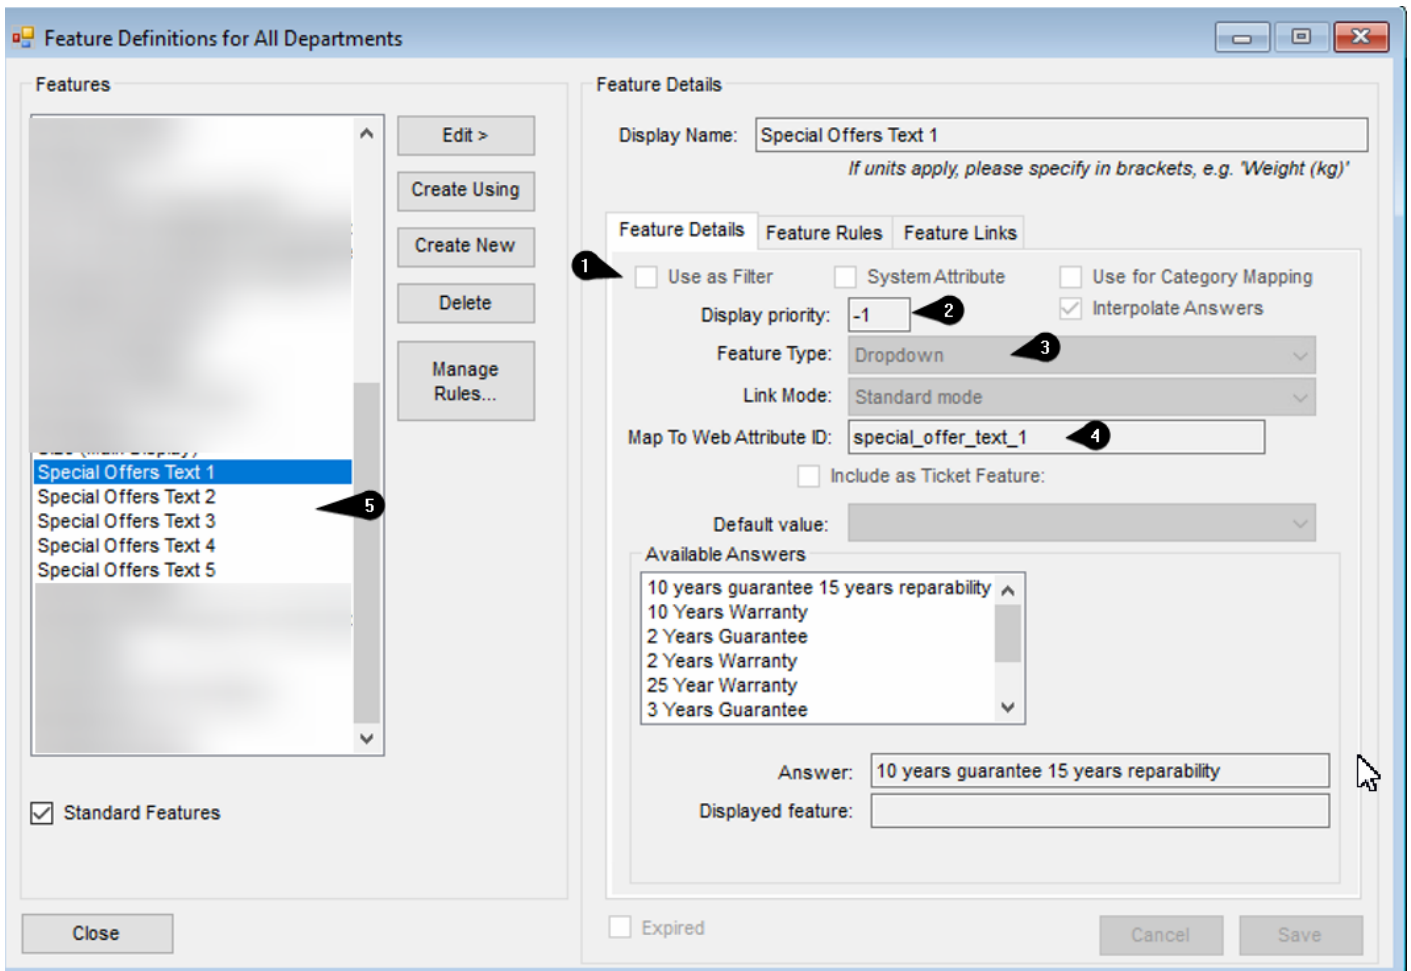 Feature Definitions for All Departments
Features
Edit >
Create Using
Create New
Delete
Manage
Rules...
Special Offers Text 1
Special Offers Text 2
Special Offers Text 3
Special Offers Text 4
Special Offers Text 5
5
Standard Features
Close
Feature Details
Display Name: Special Offers Text 1
If units apply, please specify in brackets, e.g. 'Weight (kg)'
Feature Details Feature Rules Feature Links
1 Use as Filter System Attribute Use for Category Mapping
Display priority: -1 2 Interpolate Answers
Feature Type: Dropdown 3
Link Mode: Standard mode
Map To Web Attribute ID: special_offer_text_1 4
Include as Ticket Feature:
Default value:
Available Answers
10 years guarantee 15 years reparability
10 Years Warranty
2 Years Guarantee
2 Years Warranty
25 Year Warranty
3 Years Guarantee
Answer: 10 years guarantee 15 years reparability
Displayed feature:
Expired
Cancel Save